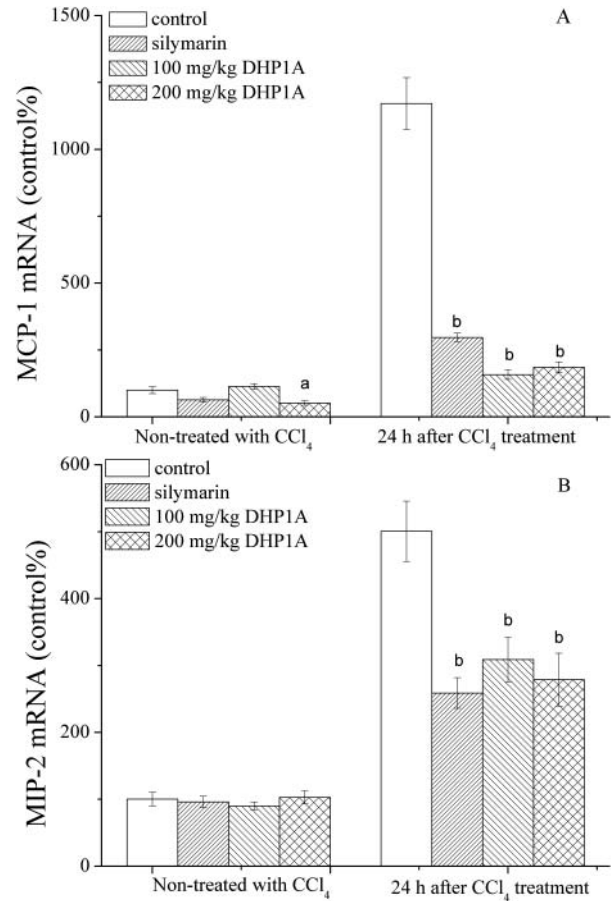 A
control
silymarin
100 mg/kg DHP1A
200 mg/kg DHP1A
1500
1000
500
0
MCP-1 mRNA (control%)
a
b
b
b
Non-treated with CCl4
24 h after CCl4 treatment
B
control
silymarin
100 mg/kg DHP1A
200 mg/kg DHP1A
600
400
200
0
MIP-2 mRNA (control%)
b
b
b
Non-treated with CCl4
24 h after CCl4 treatment